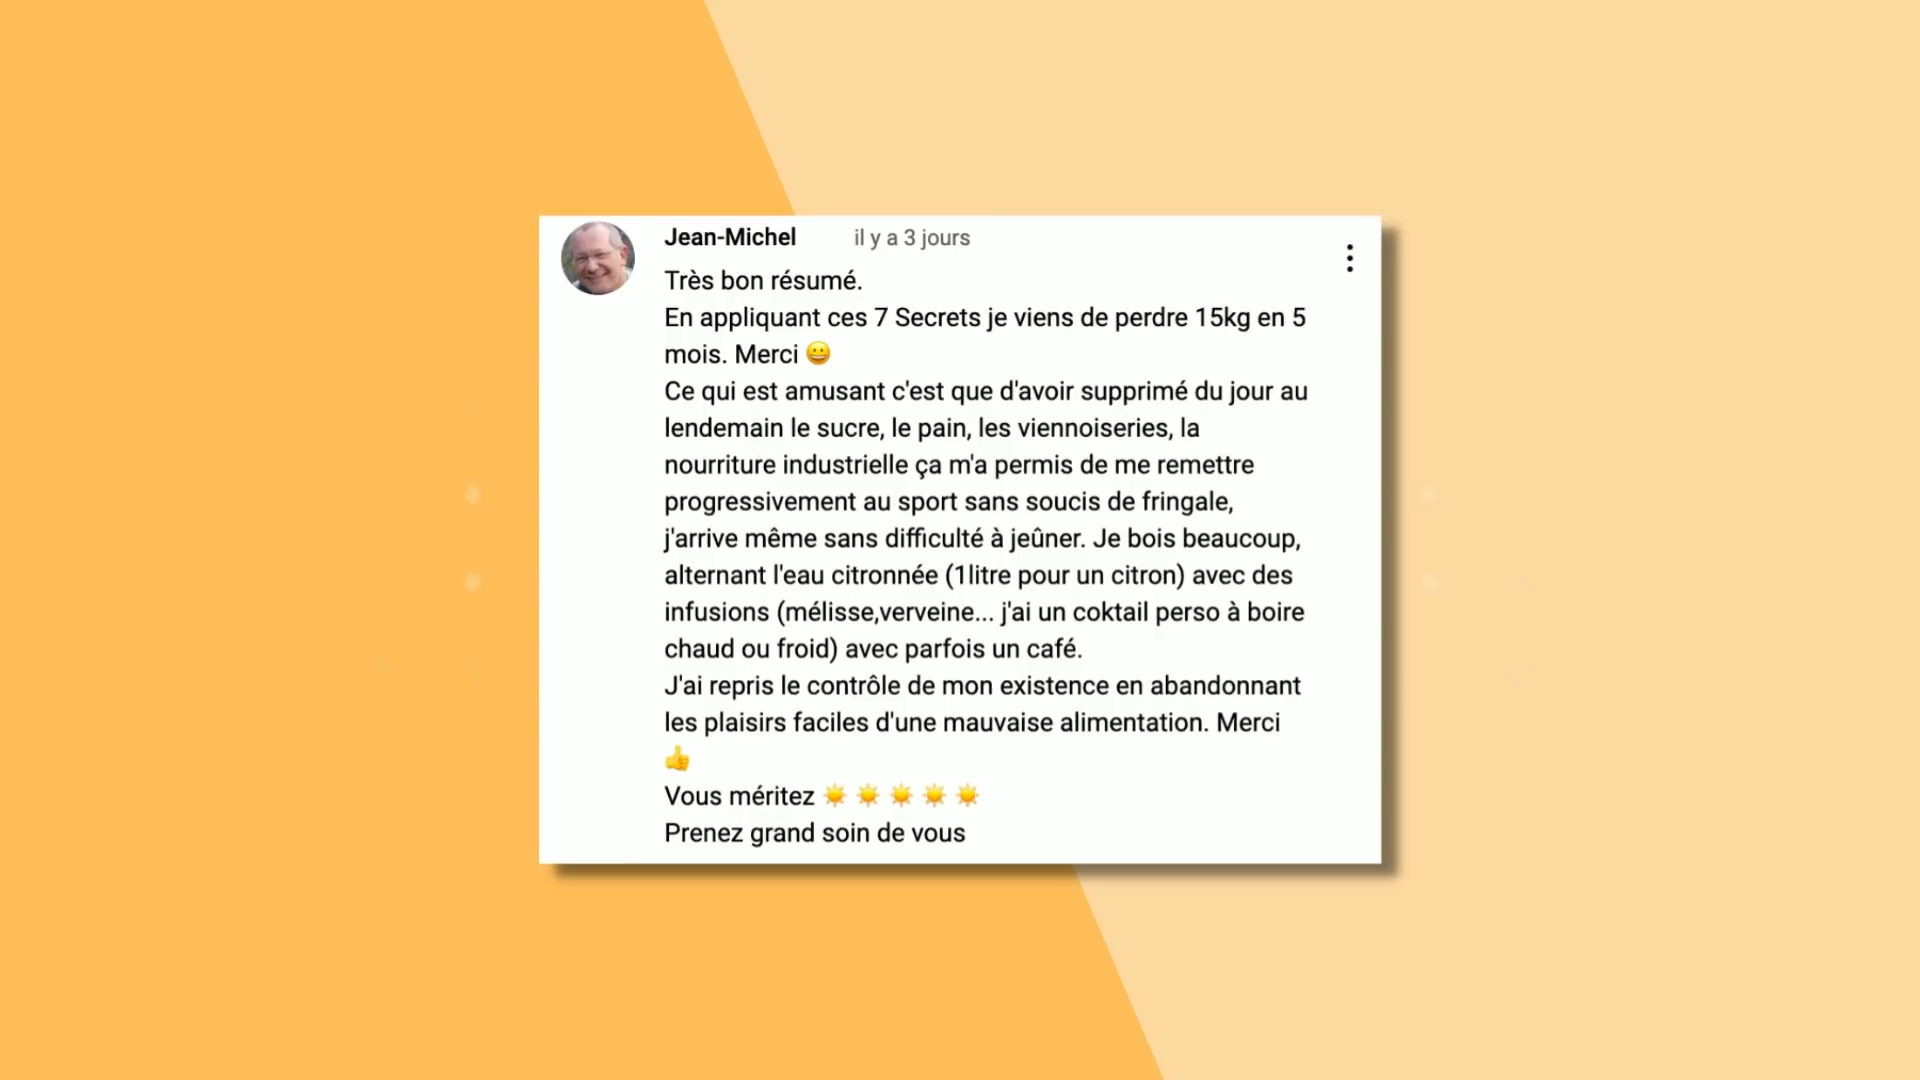 Jean-Michel il y a 3 jours
Très bon résumé.
En appliquant ces 7 Secrets je viens de perdre 15kg en 5
mois. Merci 😀
Ce qui est amusant c'est que d'avoir supprimé du jour au
lendemain le sucre, le pain, les viennoiseries, la
nourriture industrielle ça m'a permis de me remettre
progressivement au sport sans soucis de fringale,
j'arrive même sans difficulté à jeûner. Je bois beaucoup,
alternant l'eau citronnée (1litre pour un citron) avec des
infusions (mélisse,verveine... j'ai un coktail perso à boire
chaud ou froid) avec parfois un café.
J'ai repris le contrôle de mon existence en abandonnant
les plaisirs faciles d'une mauvaise alimentation. Merci
👍
Vous méritez ☀️ ☀️ ☀️ ☀️ ☀️
Prenez grand soin de vous